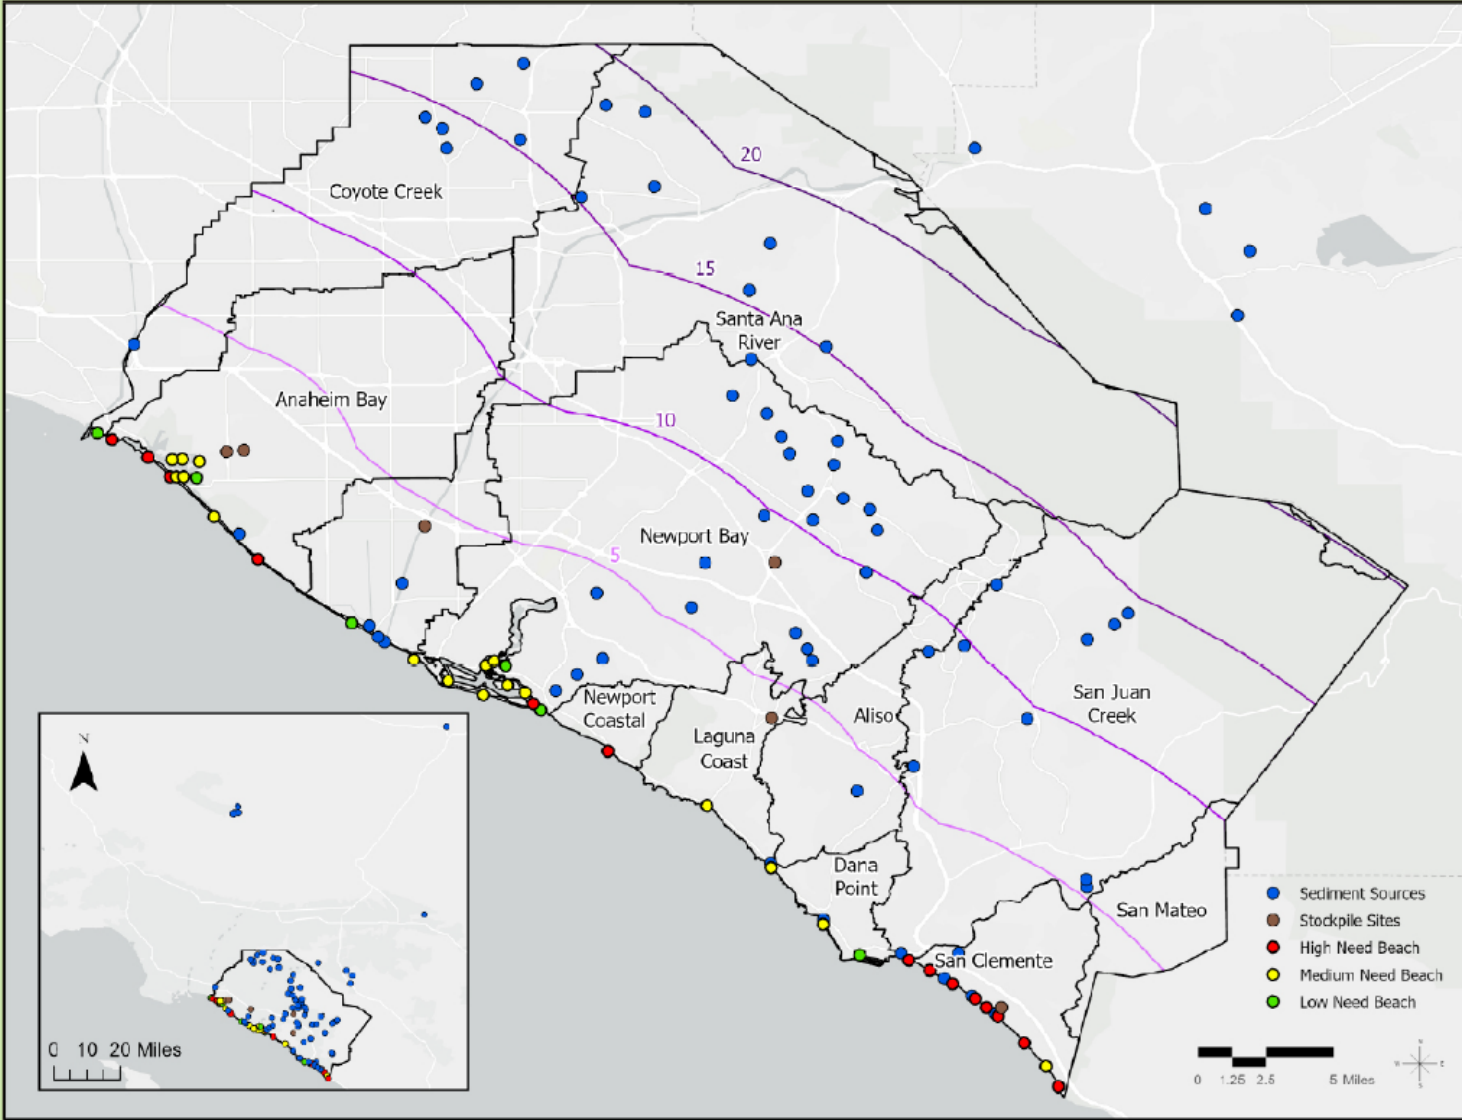 20
Coyote Creek
15
Santa Ana
River
Anaheim Bay
10
Newport Bay
5
Newport
Coastal
Aliso
San Juan
Creek
Laguna
Coast
Dana
Point
San Mateo
San Clemente
Sediment Sources
Stockpile Sites
High Need Beach
Medium Need Beach
Low Need Beach
N
0 10 20 Miles
0 1.25 2.5 5 Miles